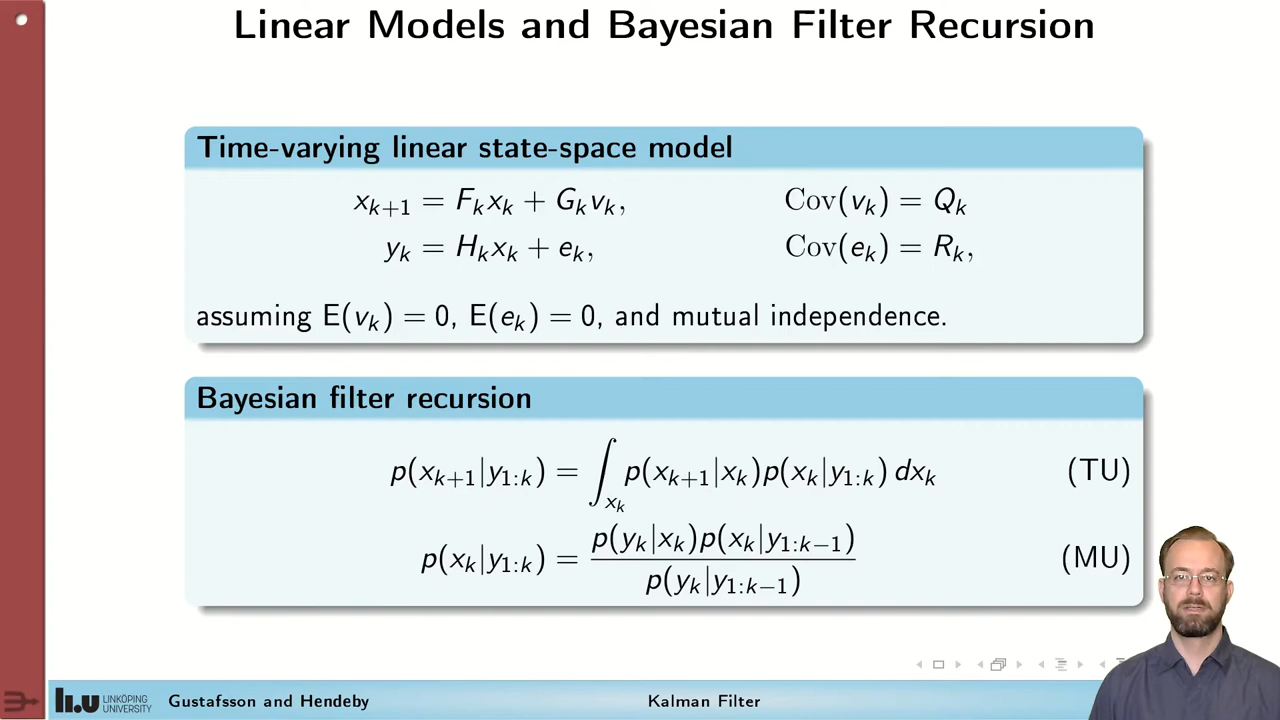 Linear Models and Bayesian Filter Recursion
Time-varying linear state-space model
x_{k+1} = F_k x_k + G_k v_k, Cov(v_k) = Q_k
y_k = H_k x_k + e_k, Cov(e_k) = R_k,
assuming E(v_k) = 0, E(e_k) = 0, and mutual independence.
Bayesian filter recursion
p(x_{k+1}|y_{1:k}) = ∫_{x_k} p(x_{k+1}|x_k)p(x_k|y_{1:k}) dx_k (TU)
p(x_k|y_{1:k}) = \frac{p(y_k|x_k)p(x_k|y_{1:k−1})}{p(y_k|y_{1:k−1})} (MU)
li.u LINKÖPING UNIVERSITY Gustafsson and Hendeby Kalman Filter